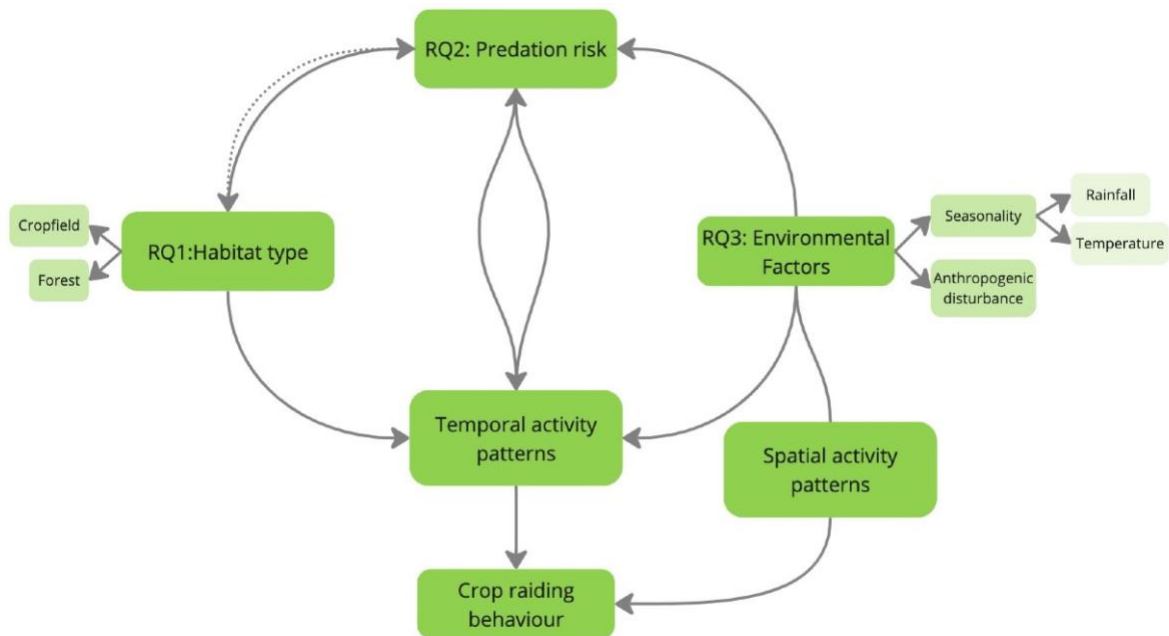 RQ2: Predation risk
Cropfield
Forest
RQ1:Habitat type
RQ3: Environmental
Factors
Seasonality
Anthropogenic
disturbance
Rainfall
Temperature
Temporal activity
patterns
Spatial activity
patterns
Crop raiding
behaviour